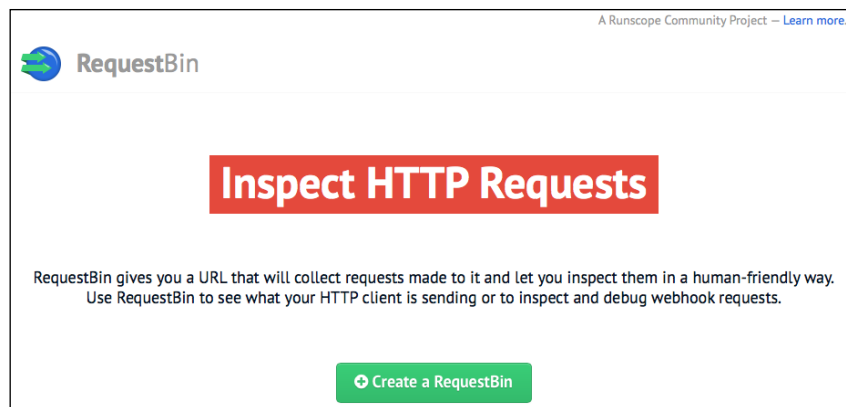 A Runscope Community Project — Learn more.
RequestBin
Inspect HTTP Requests
RequestBin gives you a URL that will collect requests made to it and let you inspect them in a human-friendly way.
Use RequestBin to see what your HTTP client is sending or to inspect and debug webhook requests.
Create a RequestBin